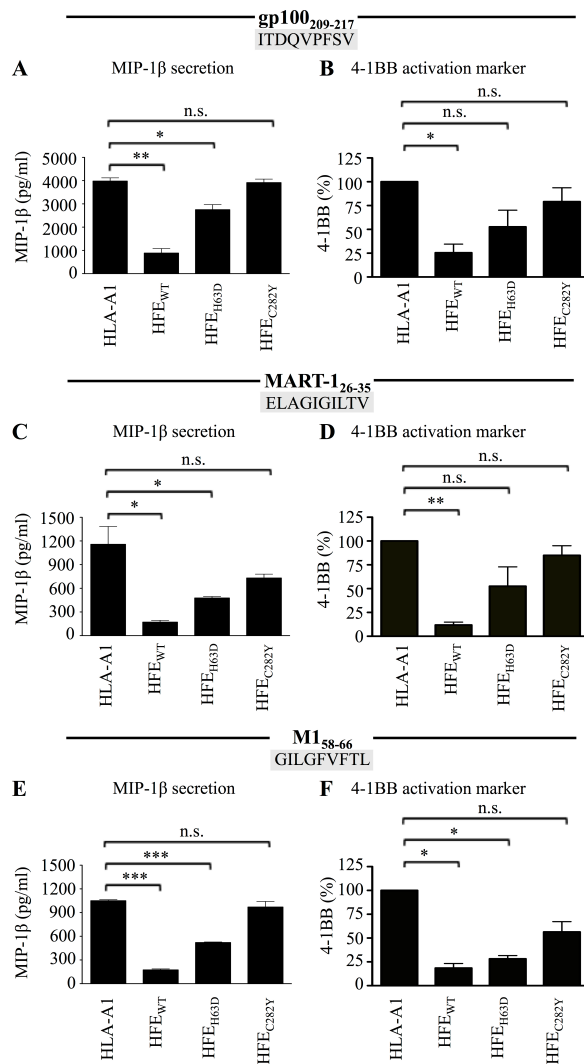 gp100209-217
ITDQVPFSV
A MIP-1β secretion
n.s.
*
**
MIP-1β (pg/ml)
6000
5000
4000
3000
2000
1000
0
HLA-A1
HFEWT
HFEH63D
HFEC282Y
B 4-1BB activation marker
n.s.
n.s.
*
4-1BB (%)
125
100
75
50
25
0
HLA-A1
HFEWT
HFEH63D
HFEC282Y
MART-126-35
ELAGIGILTV
C MIP-1β secretion
n.s.
*
*
MIP-1β (pg/ml)
1500
1200
900
600
300
0
HLA-A1
HFEWT
HFEH63D
HFEC282Y
D 4-1BB activation marker
n.s.
n.s.
**
4-1BB (%)
125
100
75
50
25
0
HLA-A1
HFEWT
HFEH63D
HFEC282Y
M158-66
GILGFVFTL
E MIP-1β secretion
n.s.
***
***
MIP-1β (pg/ml)
1500
1200
900
600
300
0
HLA-A1
HFEWT
HFEH63D
HFEC282Y
F 4-1BB activation marker
n.s.
*
*
4-1BB (%)
125
100
75
50
25
0
HLA-A1
HFEWT
HFEH63D
HFEC282Y